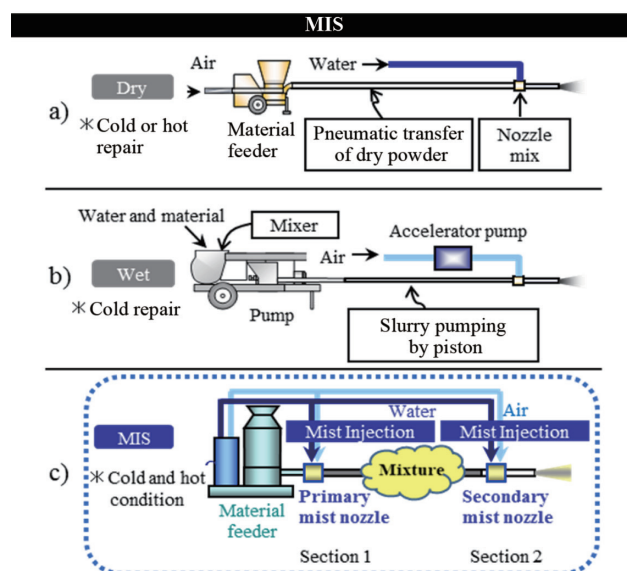 MIS
a)
Dry
＊Cold or hot
repair
Air
Material
feeder
Water
Pneumatic transfer
of dry powder
Nozzle
mix
b)
Wet
＊Cold repair
Water and material
Mixer
Pump
Air
Accelerator pump
Slurry pumping
by piston
c)
MIS
＊Cold and hot
condition
Material
feeder
Water
Air
Mist Injection
Mist Injection
Mixture
Primary
mist nozzle
Secondary
mist nozzle
Section 1
Section 2